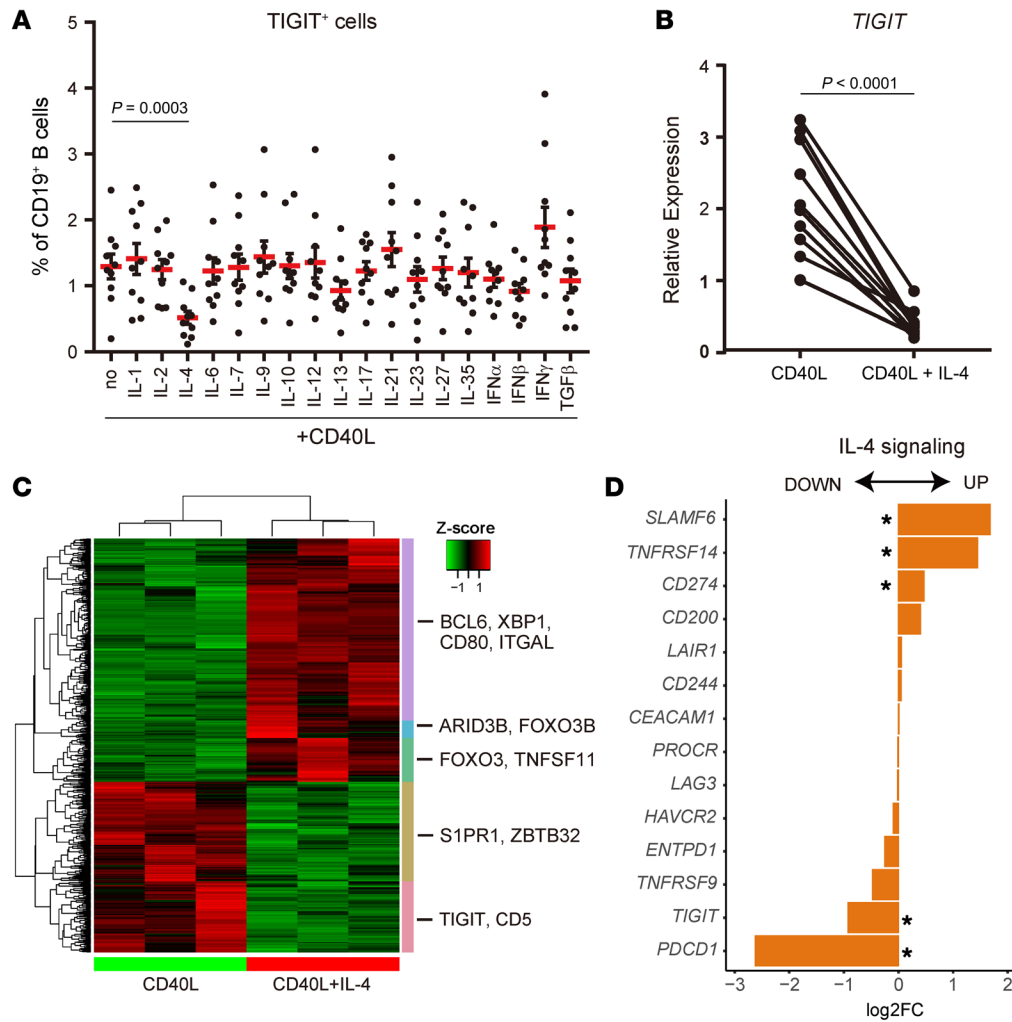 A
TIGIT+ cells
% of CD19+ B cells
5
4
3
2
1
0
P = 0.0003
no
IL-1
IL-2
IL-4
IL-6
IL-7
IL-9
IL-10
IL-12
IL-13
IL-17
IL-21
IL-23
IL-27
IL-35
IFNα
IFNβ
IFNγ
TGFβ
+CD40L
B
TIGIT
Relative Expression
4
3
2
1
0
P < 0.0001
CD40L
CD40L + IL-4
C
Z-score
−1 1
BCL6, XBP1,
CD80, ITGAL
ARID3B, FOXO3B
FOXO3, TNFSF11
S1PR1, ZBTB32
TIGIT, CD5
CD40L
CD40L+IL-4
D
IL-4 signaling
DOWN
UP
SLAMF6
*
TNFRSF14
*
CD274
*
CD200
LAIR1
CD244
CEACAM1
PROCR
LAG3
HAVCR2
ENTPD1
TNFRSF9
TIGIT
*
PDCD1
*
−3 −2 −1 0 1 2
log2FC